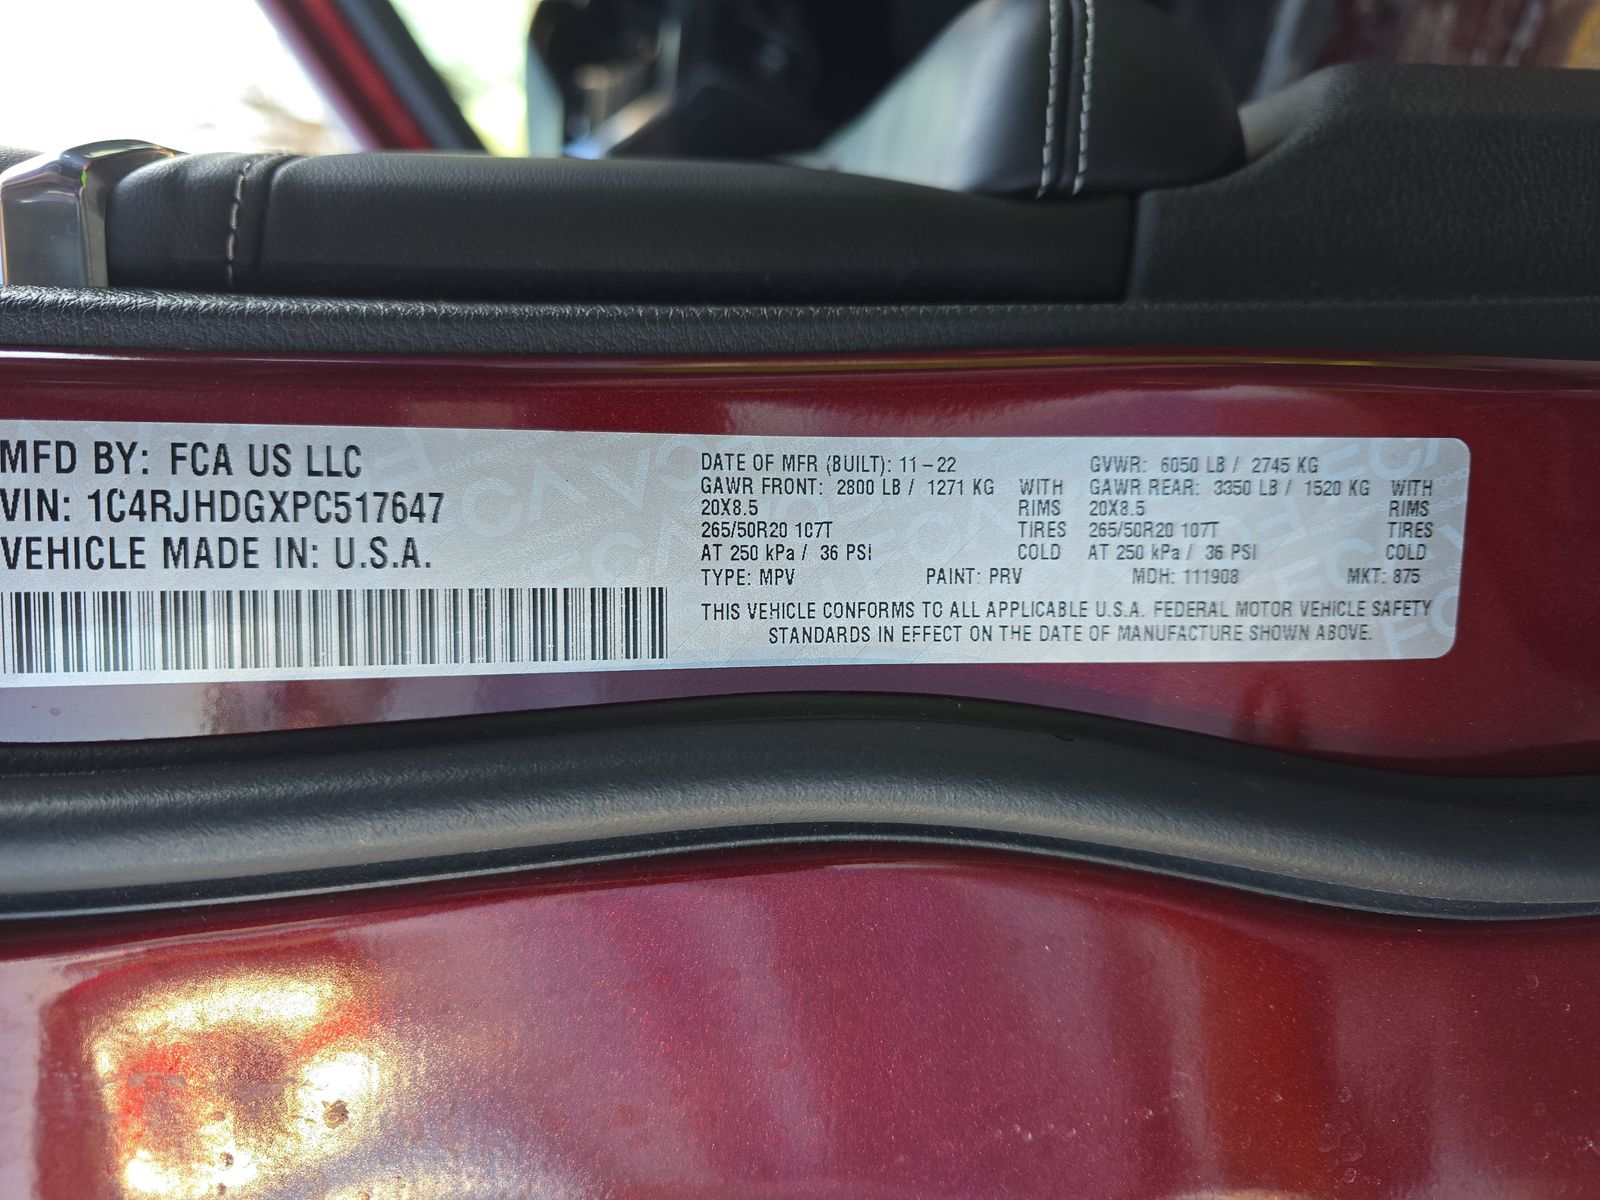 MFD BY: FCA US LLC
VIN: 1C4RJHDGXPC517647
VEHICLE MADE IN: U.S.A.
DATE OF MFR (BUILT): 11-22 GVWR: 6050 LB / 2745 KG
GAWR FRONT: 2800 LB / 1271 KG WITH GAWR REAR: 3350 LB / 1520 KG WITH
20X8.5 RIMS 20X8.5 RIMS
265/50R20 107T TIRES 265/50R20 107T TIRES
AT 250 kPa / 36 PSI COLD AT 250 kPa / 36 PSI COLD
TYPE: MPV PAINT: PRV MDH: 111908 MKT: 875
THIS VEHICLE CONFORMS TO ALL APPLICABLE U.S.A. FEDERAL MOTOR VEHICLE SAFETY
STANDARDS IN EFFECT ON THE DATE OF MANUFACTURE SHOWN ABOVE.